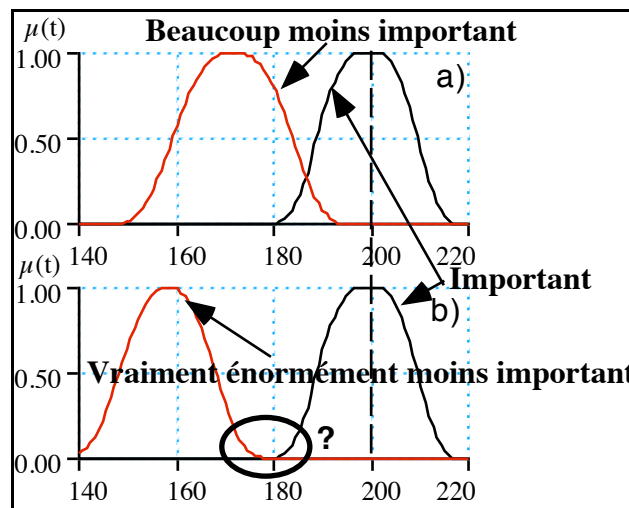 μ(t)
Beaucoup moins important
1.00
a)
0.50
0.00
140 160 180 200 220
μ(t)
Important
1.00
b)
Vraiment énormément moins important
0.50
?
0.00
140 160 180 200 220